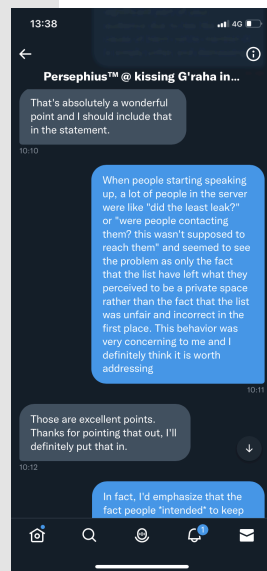 13:38
4G
Persephius™ @ kissing G'raha in...
That's absolutely a wonderful
point and I should include that
in the statement.
10:10
When people starting speaking
up, a lot of people in the server
were like "did the least leak?"
or "were people contacting
them? this wasn't supposed to
reach them" and seemed to see
the problem as only the fact
that the list have left what they
perceived to be a private space
rather than the fact that the list
was unfair and incorrect in the
first place. This behavior was
very concerning to me and I
definitely think it is worth
addressing
10:11
Those are excellent points.
Thanks for pointing that out, I'll
definitely put that in.
10:12
In fact, I'd emphasize that the
fact people *intended* to keep
1